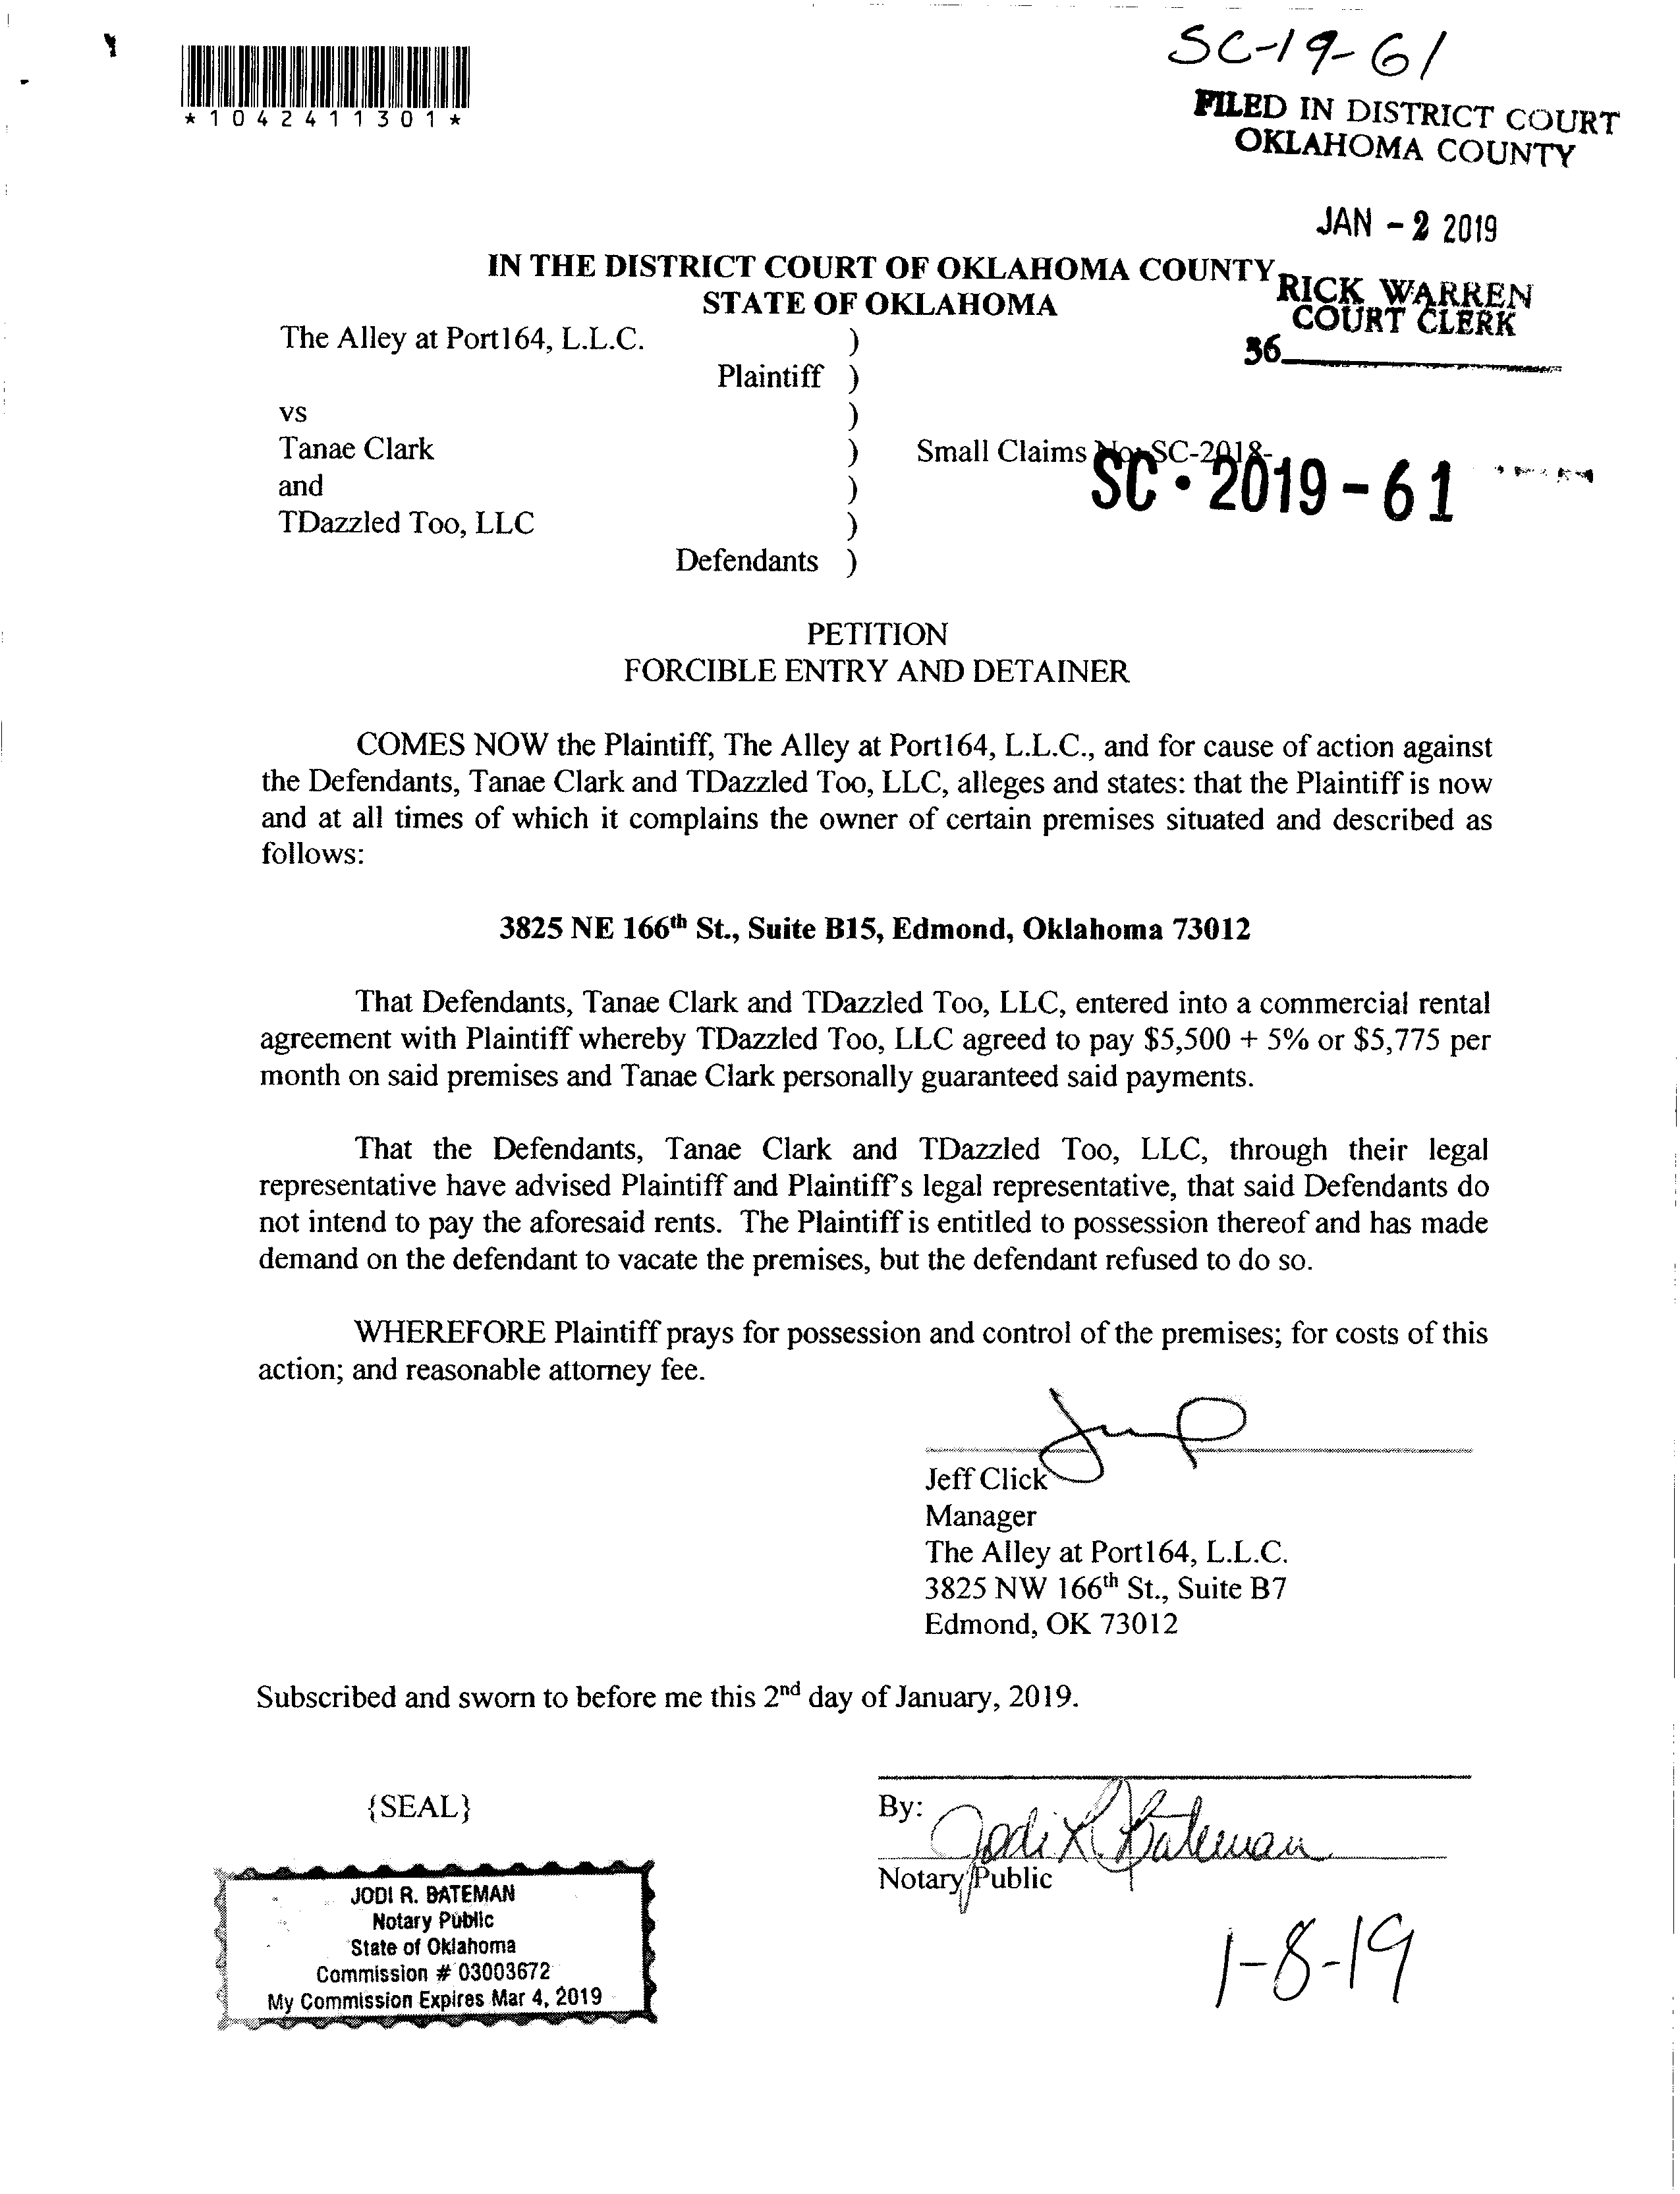 SC-19-61
*1042411301*
FILED IN DISTRICT COURT
OKLAHOMA COUNTY
JAN - 2 2019
IN THE DISTRICT COURT OF OKLAHOMA COUNTY
STATE OF OKLAHOMA
RICK WARREN
COURT CLERK
36
The Alley at Port164, L.L.C. )
Plaintiff )
vs )
Tanae Clark ) Small Claims No. SC-2018-
SC • 2019 - 61
and )
TDazzled Too, LLC )
Defendants )
PETITION
FORCIBLE ENTRY AND DETAINER
COMES NOW the Plaintiff, The Alley at Port164, L.L.C., and for cause of action against
the Defendants, Tanae Clark and TDazzled Too, LLC, alleges and states: that the Plaintiff is now
and at all times of which it complains the owner of certain premises situated and described as
follows:
3825 NE 166th St., Suite B15, Edmond, Oklahoma 73012
That Defendants, Tanae Clark and TDazzled Too, LLC, entered into a commercial rental
agreement with Plaintiff whereby TDazzled Too, LLC agreed to pay $5,500 + 5% or $5,775 per
month on said premises and Tanae Clark personally guaranteed said payments.
That the Defendants, Tanae Clark and TDazzled Too, LLC, through their legal
representative have advised Plaintiff and Plaintiff's legal representative, that said Defendants do
not intend to pay the aforesaid rents. The Plaintiff is entitled to possession thereof and has made
demand on the defendant to vacate the premises, but the defendant refused to do so.
WHEREFORE Plaintiff prays for possession and control of the premises; for costs of this
action; and reasonable attorney fee.
Jeff Click
Manager
The Alley at Port164, L.L.C.
3825 NW 166th St., Suite B7
Edmond, OK 73012
Subscribed and sworn to before me this 2nd day of January, 2019.
{SEAL}
By: Jodi R. Bateman
Notary Public
JODI R. BATEMAN
Notary Public
State of Oklahoma
Commission # 03003672
My Commission Expires Mar 4, 2019
1-8-19